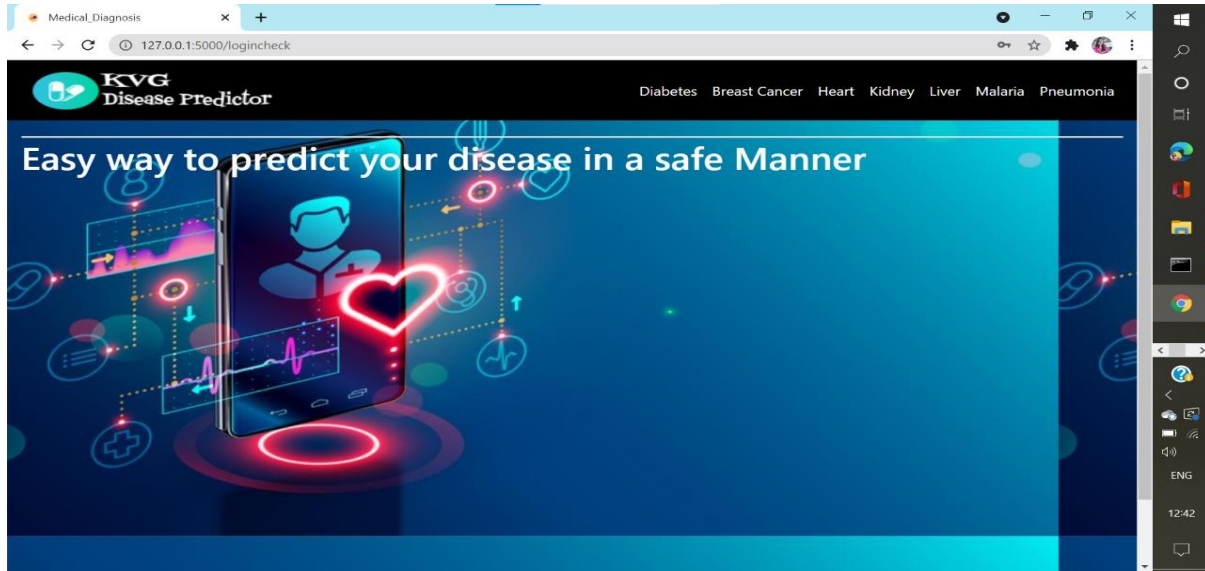 Medical_Diagnosis
127.0.0.1:5000/logincheck
KVG
Disease Predictor
Diabetes Breast Cancer Heart Kidney Liver Malaria Pneumonia
Easy way to predict your disease in a safe Manner
ENG
12:42